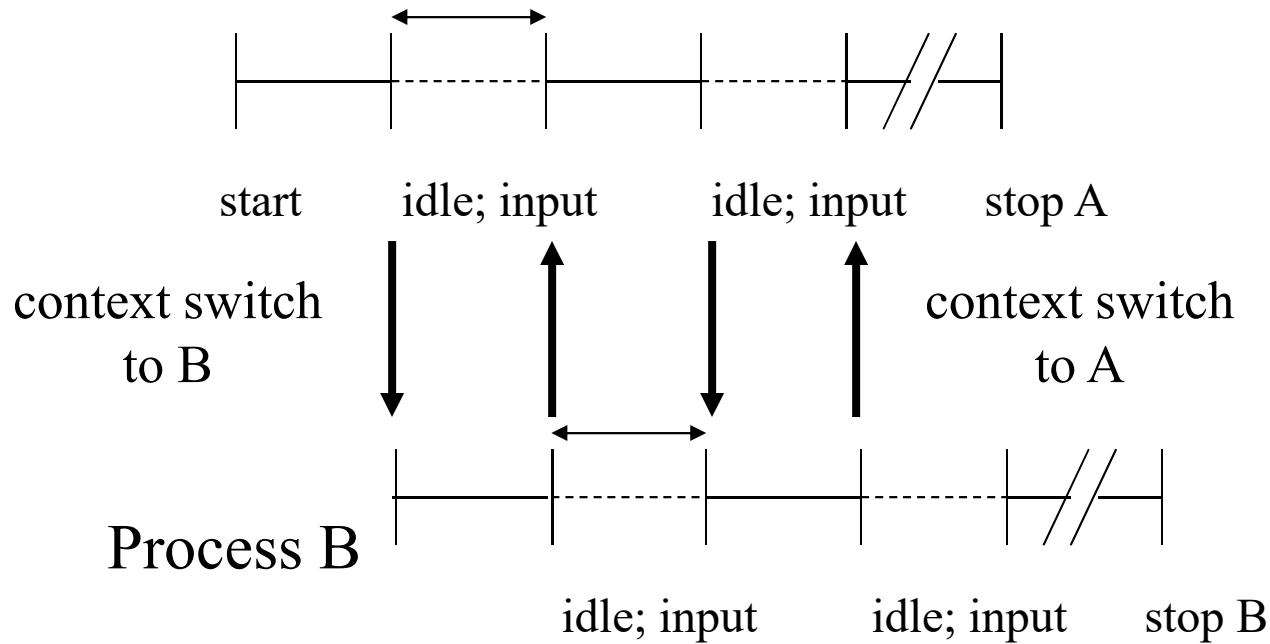 start idle; input idle; input stop A
context switch
to B
context switch
to A
Process B
idle; input idle; input stop B